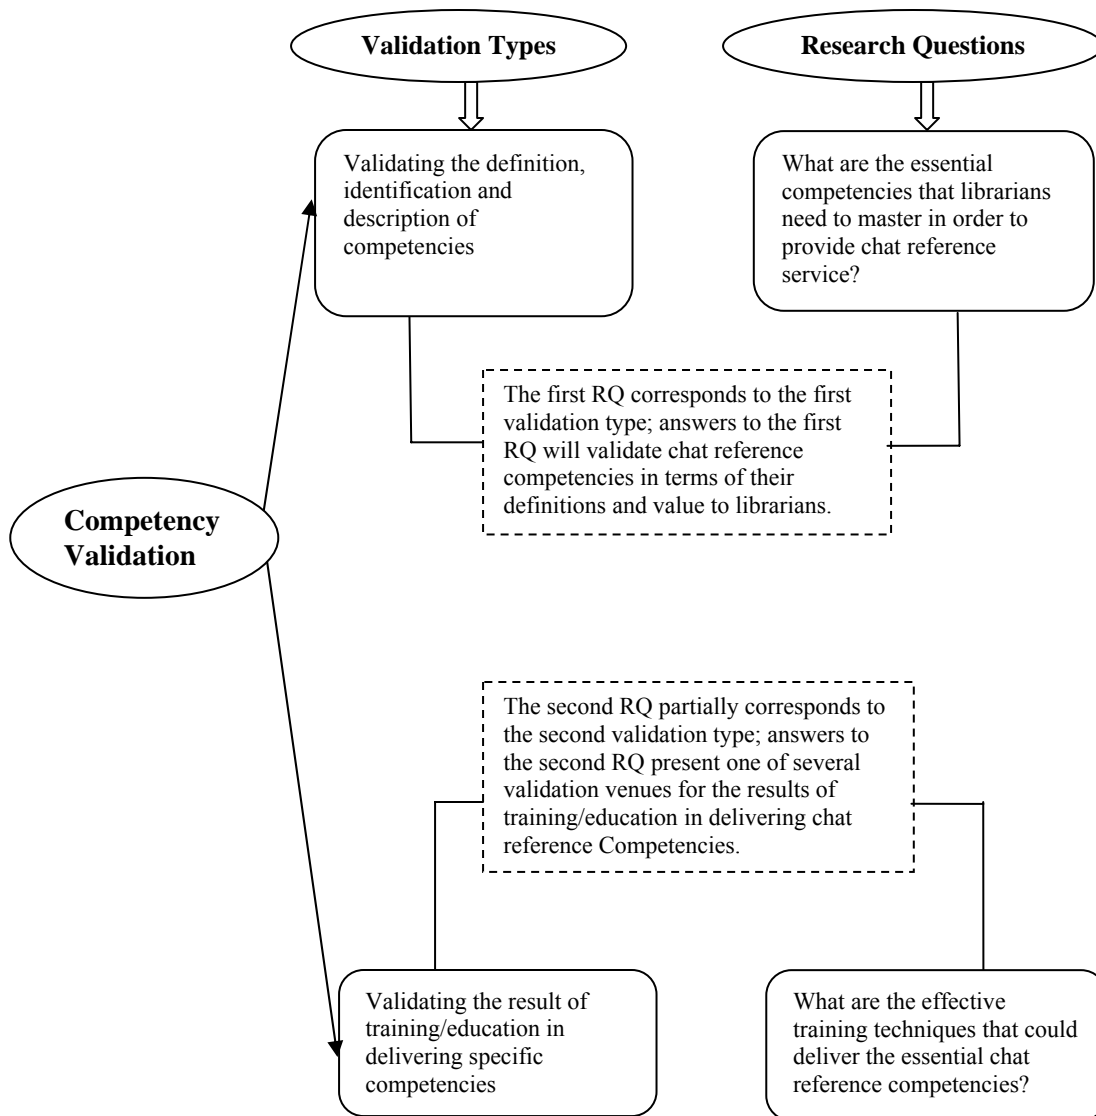 Validation Types
Research Questions
Validating the definition,
identification and
description of
competencies
What are the essential
competencies that librarians
need to master in order to
provide chat reference
service?
The first RQ corresponds to the first
validation type; answers to the first
RQ will validate chat reference
competencies in terms of their
definitions and value to librarians.
Competency
Validation
The second RQ partially corresponds to
the second validation type; answers to
the second RQ present one of several
validation venues for the results of
training/education in delivering chat
reference Competencies.
Validating the result of
training/education in
delivering specific
competencies
What are the effective
training techniques that could
deliver the essential chat
reference competencies?